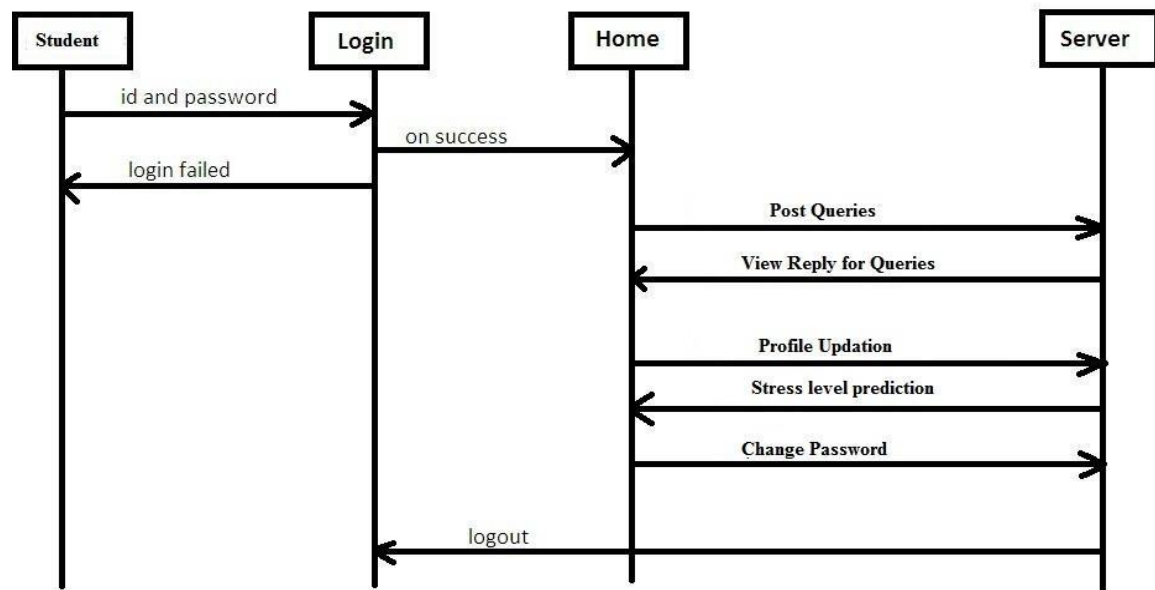 Student
Login
Home
Server
id and password
on success
login failed
Post Queries
View Reply for Queries
Profile Updation
Stress level prediction
Change Password
logout